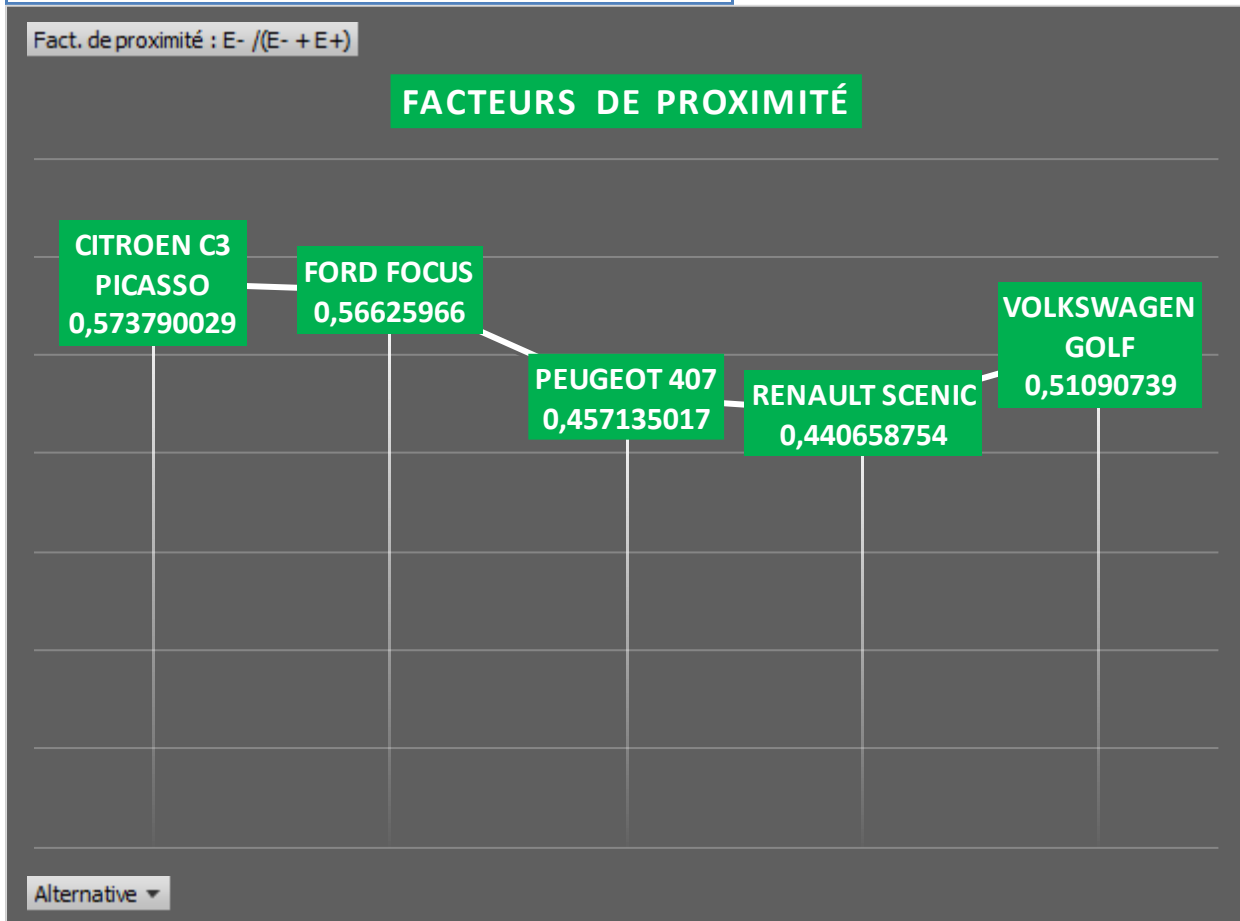 Fact. de proximité : E- /(E- + E+)
FACTEURS DE PROXIMITÉ
CITROEN C3
PICASSO
0,573790029
FORD FOCUS
0,56625966
PEUGEOT 407
0,457135017
RENAULT SCENIC
0,440658754
VOLKSWAGEN
GOLF
0,51090739
Alternative